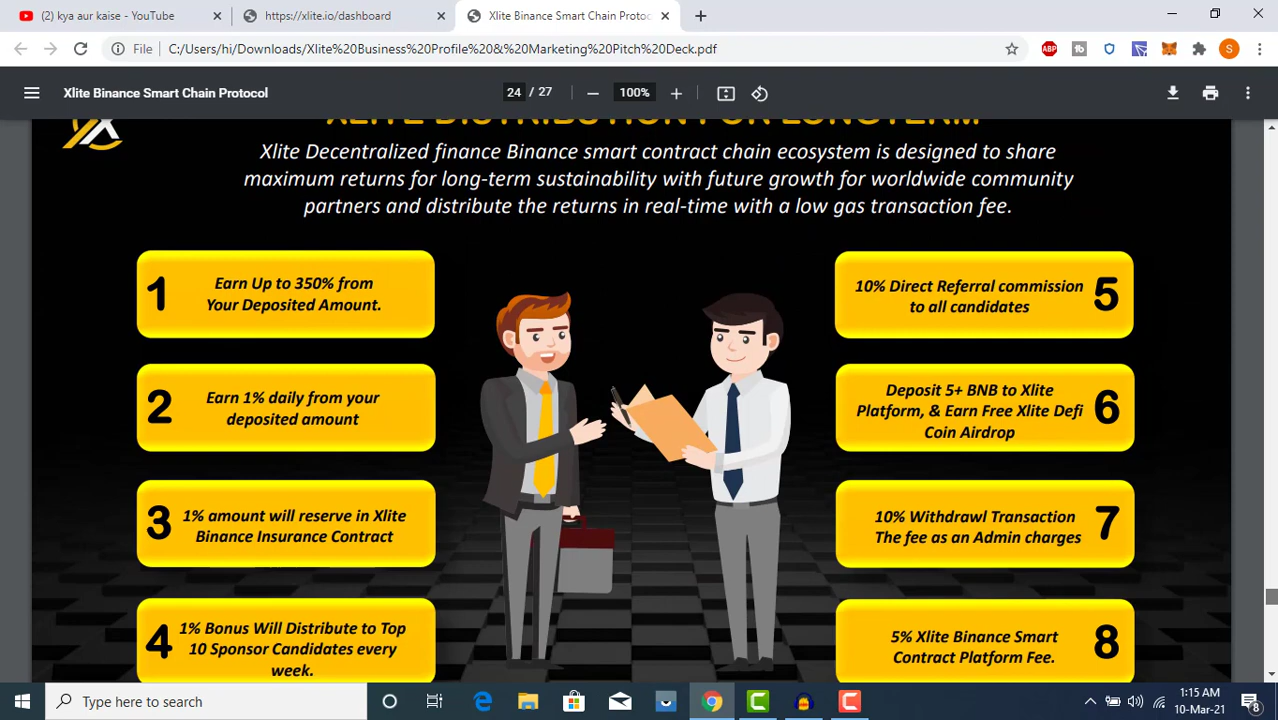 (2) kya aur kaise - YouTube
https://xlite.io/dashboard
Xlite Binance Smart Chain Protoc
File
C:/Users/hi/Downloads/Xlite%20Business%20Profile%20&%20Marketing%20Pitch%20Deck.pdf
ABP
S
Xlite Binance Smart Chain Protocol
24 / 27
100%
XLITE DISTRIBUTION FOR LONGTERM
Xlite Decentralized finance Binance smart contract chain ecosystem is designed to share
maximum returns for long-term sustainability with future growth for worldwide community
partners and distribute the returns in real-time with a low gas transaction fee.
1
Earn Up to 350% from
Your Deposited Amount.
2
Earn 1% daily from your
deposited amount
3
1% amount will reserve in Xlite
Binance Insurance Contract
4
1% Bonus Will Distribute to Top
10 Sponsor Candidates every
week.
10% Direct Referral commission
to all candidates
5
Deposit 5+ BNB to Xlite
Platform, & Earn Free Xlite Defi
Coin Airdrop
6
10% Withdrawl Transaction
The fee as an Admin charges
7
5% Xlite Binance Smart
Contract Platform Fee.
8
Type here to search
1:15 AM
10-Mar-21
8